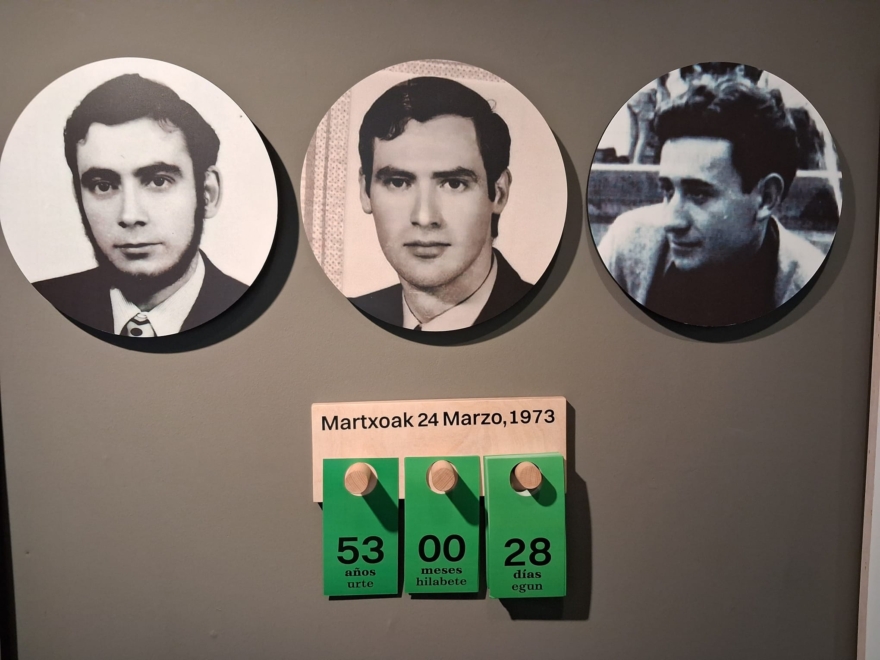 Martxoak 24 Marzo, 1973
53
años
urte
00
meses
hilabete
28
días
egun